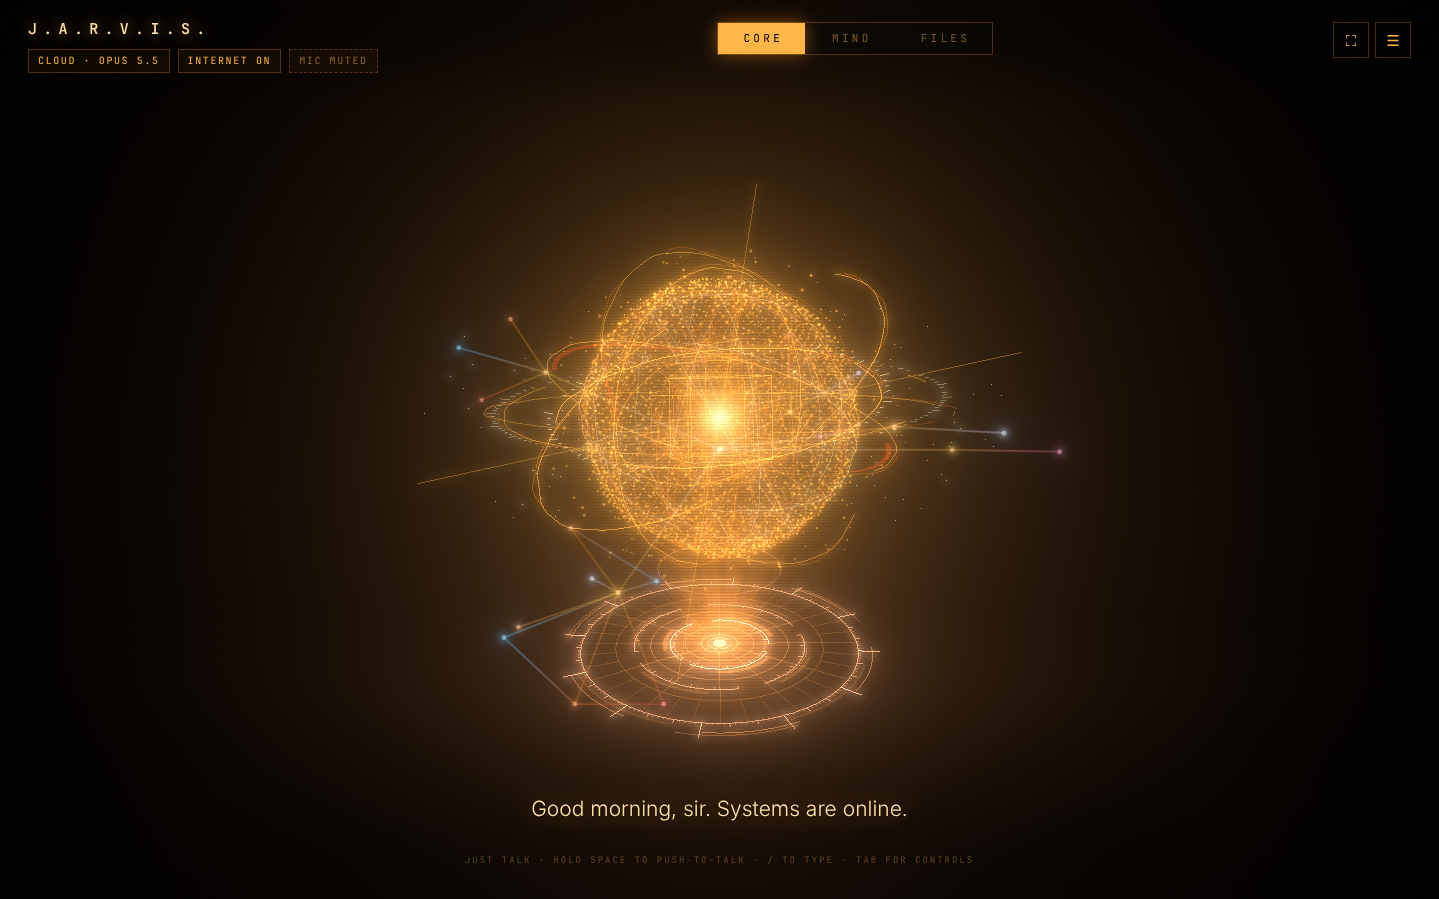 J.A.R.V.I.S.
CLOUD · OPUS 5.5
INTERNET ON
MIC MUTED
CORE
MIND
FILES
Good morning, sir. Systems are online.
JUST TALK · HOLD SPACE TO PUSH-TO-TALK · / TO TYPE · TAB FOR CONTROLS